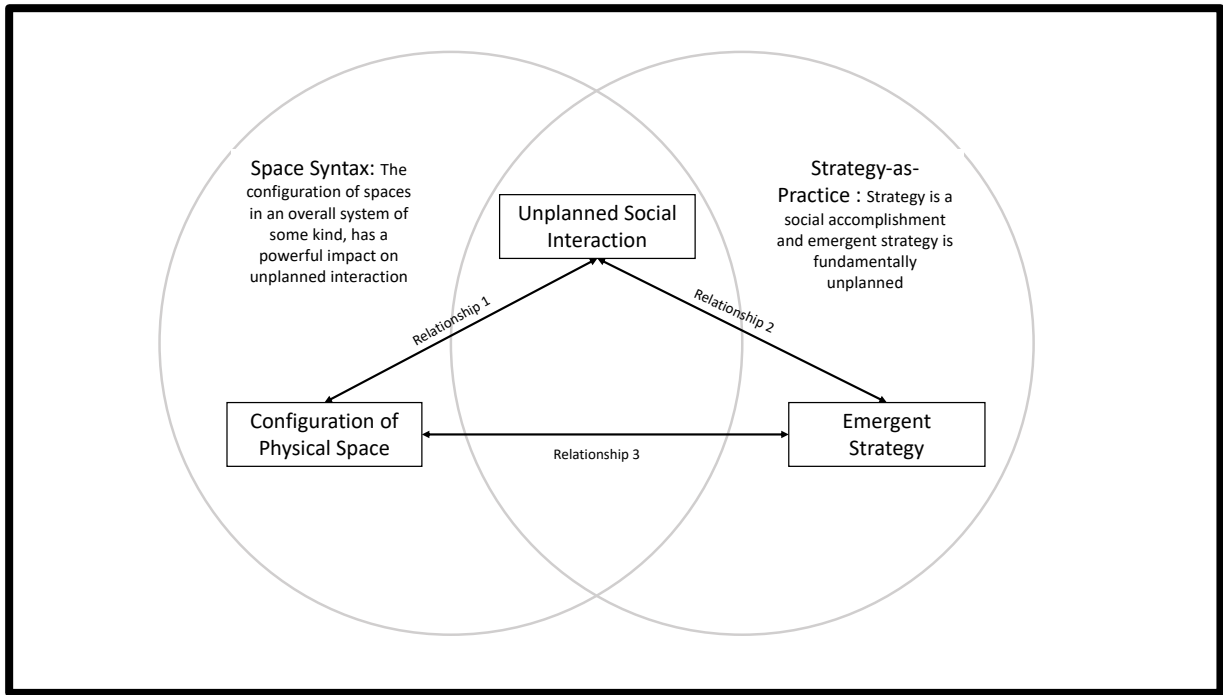 Space Syntax: The
configuration of spaces
in an overall system of
some kind, has a
powerful impact on
unplanned interaction
Unplanned Social
Interaction
Strategy-as-
Practice : Strategy is a
social accomplishment
and emergent strategy is
fundamentally
unplanned
Relationship 1
Relationship 2
Configuration of
Physical Space
Relationship 3
Emergent
Strategy